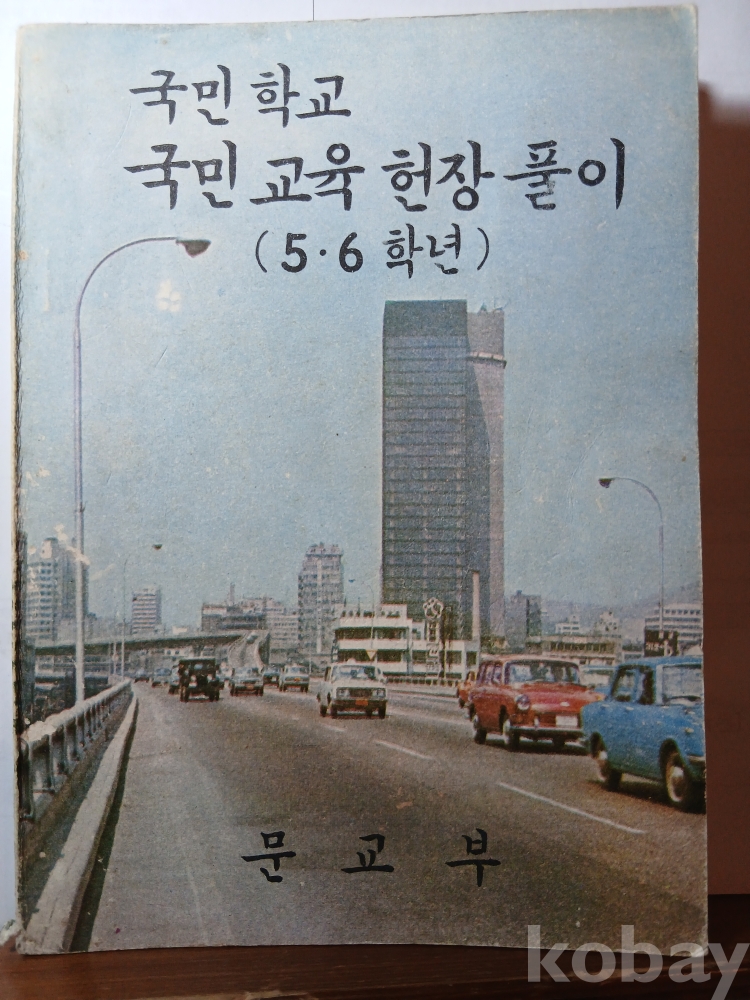 국민 학교
국민 교육 헌장 풀이
(5·6 학년)
문 교 부
kobay